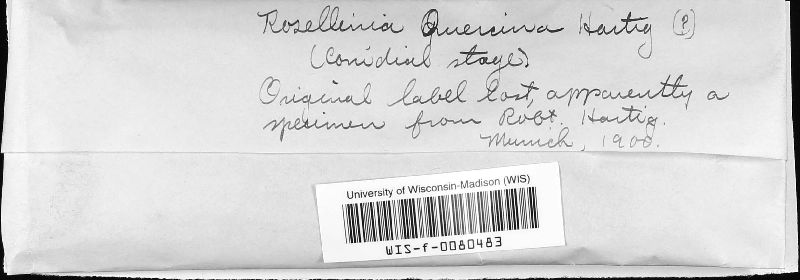 Rosellinia Quercina Hartig (?)
(Conidial stage)
Original label lost, apparently a
specimen from Robt. Hartig.
Munich, 1900.
University of Wisconsin-Madison (WIS)
WIS-f-0080483